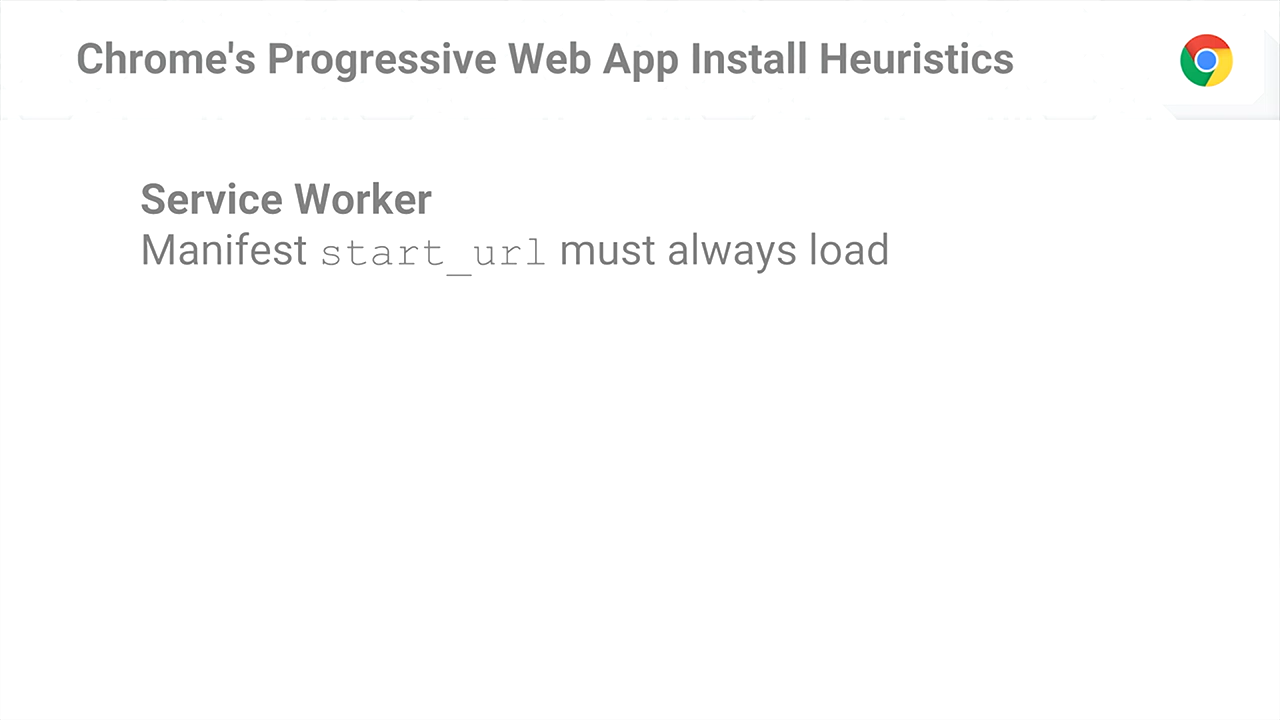 Chrome's Progressive Web App Install Heuristics
Service Worker
Manifest start_url must always load